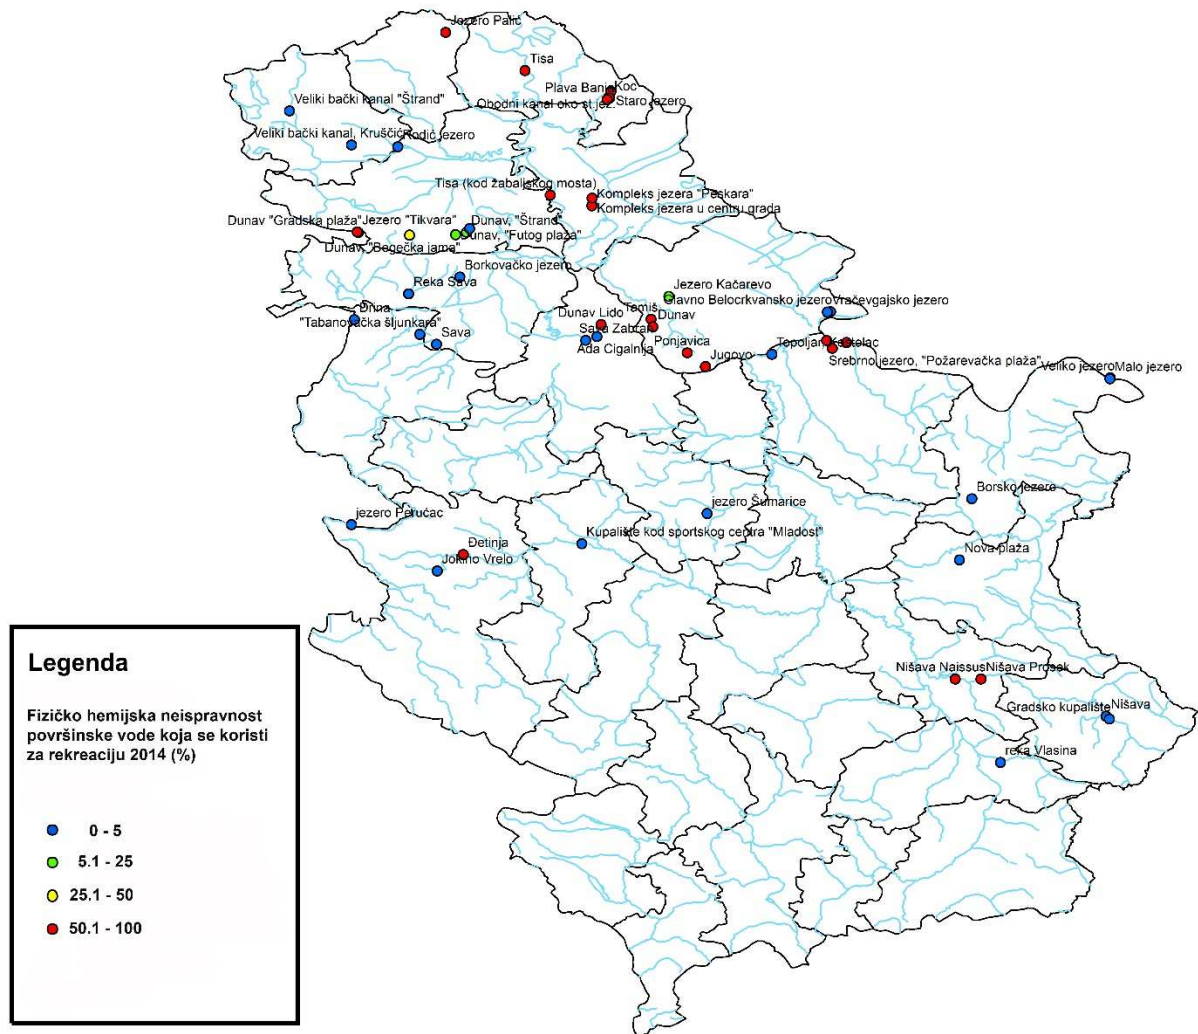 Jezero Palić
Tisa
Plava Banja
Koc
Obodni kanal oko st.jez.
Staro jezero
Veliki bački kanal "Štrand"
Veliki bački kanal, Kruščić
Rodić jezero
Tisa (kod žabaljskog mosta)
Kompleks jezera "Peskara"
Kompleks jezera u centru grada
Dunav "Gradska plaža"
Jezero "Tikvara"
Dunav, "Štrand"
Dunav, "Futog plaža"
Dunav, "Begečka jama"
Borkovačko jezero
Reka Sava
Jezero Kačarevo
Glavno Belocrkvansko jezero
Vračevgajsko jezero
Drina
"Tabanovačka šljunkara"
Sava
Dunav Lido
Tamiš
Dunav
Sava Zabran
Ada Cigalnija
Ponjavica
Jugovo
Topoljar
Kostolac
Srebrno jezero, "Požarevačka plaža"
Veliko jezero
Malo jezero
Borsko jezero
jezero Perućac
jezero Šumarice
Kupalište kod sportskog centra "Mladost"
Đetinja
Jokino Vrelo
Nova plaža
Nišava Naissus
Nišava Prosek
Gradsko kupalište
Nišava
reka Vlasina
Legenda
Fizičko hemijska neispravnost
površinske vode koja se koristi
za rekreaciju 2014 (%)
0 - 5
5.1 - 25
25.1 - 50
50.1 - 100